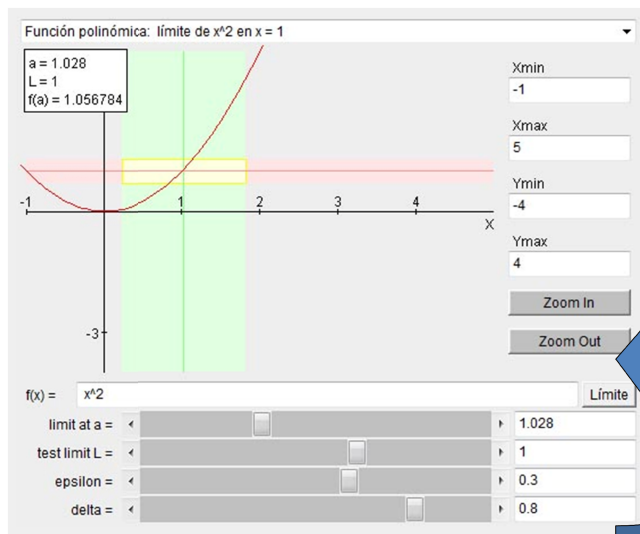 Función polinómica: límite de x^2 en x = 1
a = 1.028
L = 1
f(a) = 1.056784
Xmin
-1
Xmax
5
Ymin
-4
Ymax
4
Zoom In
Zoom Out
-1 1 2 3 4
X
-3
f(x) = x^2 Límite
limit at a = 1.028
test limit L = 1
epsilon = 0.3
delta = 0.8